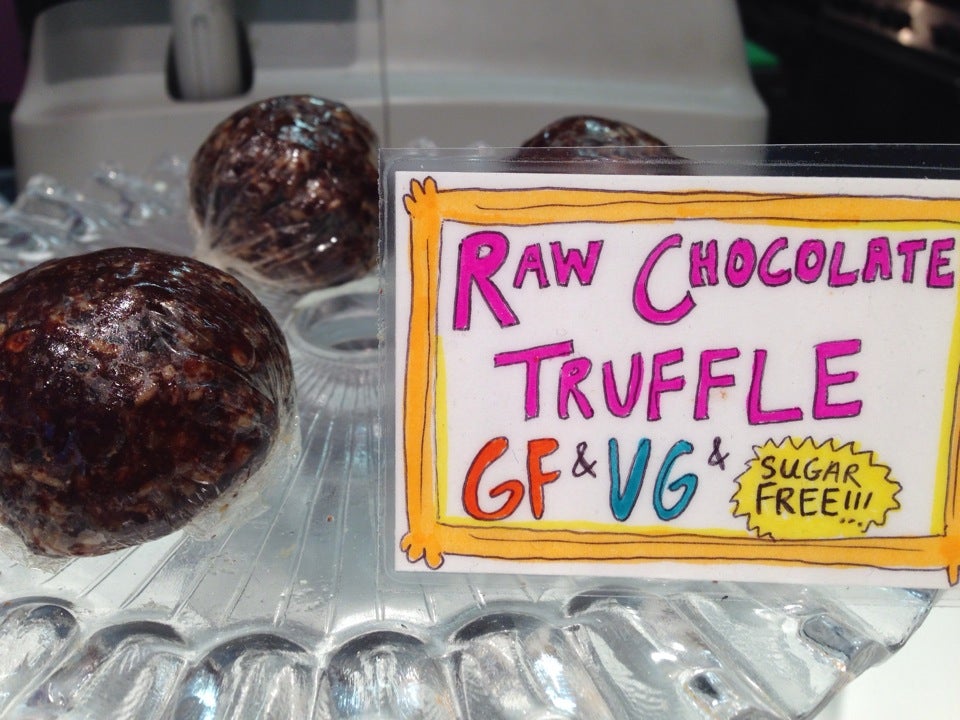 RAW CHOCOLATE
TRUFFLE
GF & VG &
SUGAR
FREE!!!...